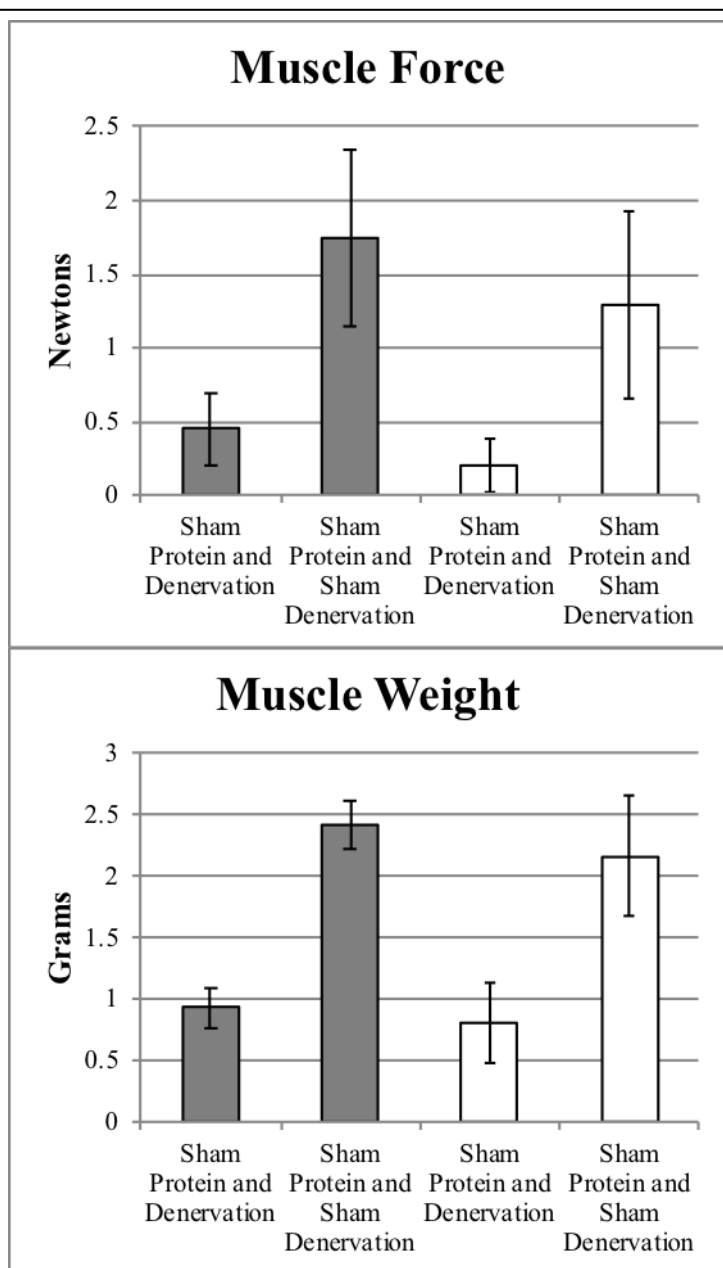 Muscle Force
2.5
2
1.5
1
0.5
0
Newtons
Sham
Protein and
Denervation
Sham
Protein and
Sham
Denervation
Sham
Protein and
Denervation
Sham
Protein and
Sham
Denervation
Muscle Weight
3
2.5
2
1.5
1
0.5
0
Grams
Sham
Protein and
Denervation
Sham
Protein and
Sham
Denervation
Sham
Protein and
Denervation
Sham
Protein and
Sham
Denervation